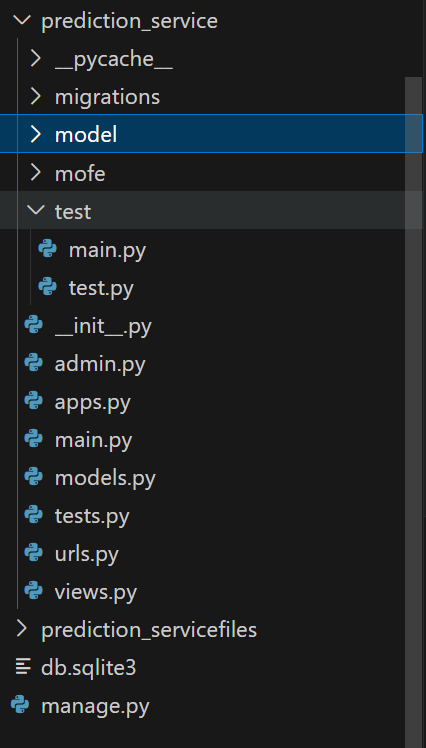 prediction_service
__pycache__
migrations
model
mofe
test
main.py
test.py
__init__.py
admin.py
apps.py
main.py
models.py
tests.py
urls.py
views.py
prediction_servicefiles
db.sqlite3
manage.py